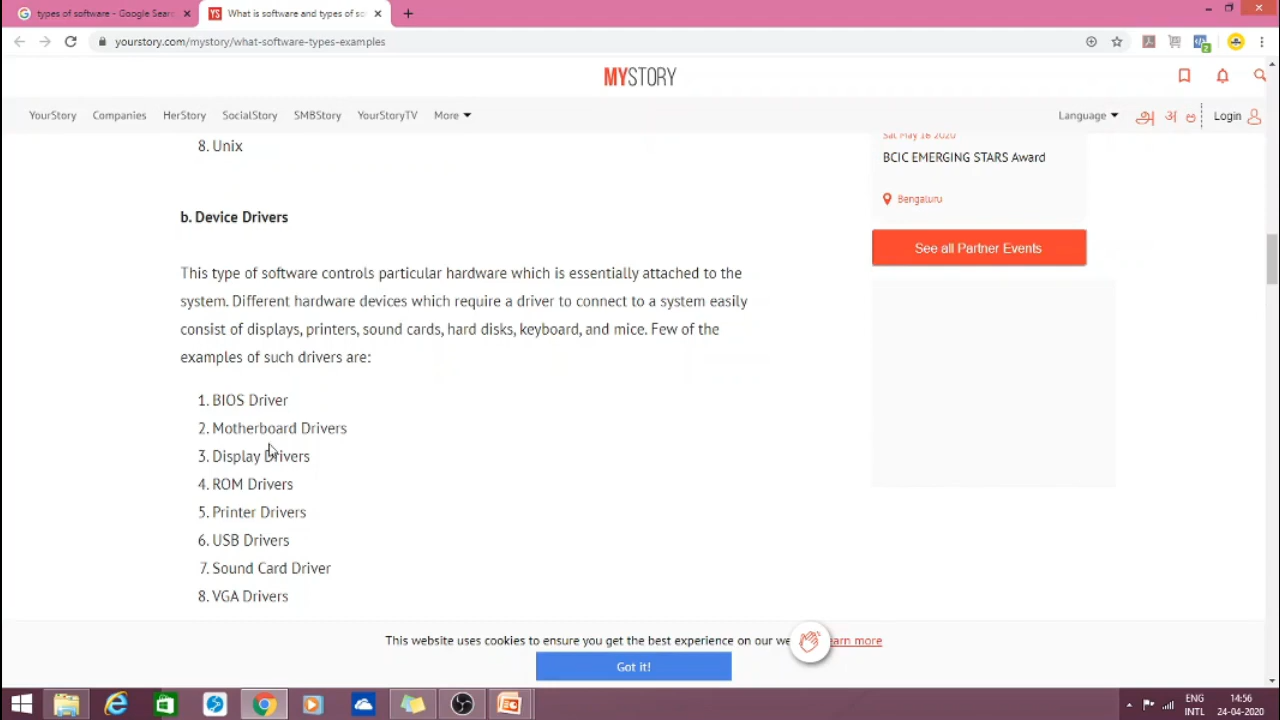 types of software - Google Sear
What is software and types of so
yourstory.com/mystory/what-software-types-examples
MYSTORY
YourStory Companies HerStory SocialStory SMBStory YourStoryTV More Language அ अ Login
8. Unix
Sat May 16 2020
BCIC EMERGING STARS Award
Bengaluru
See all Partner Events
b. Device Drivers
This type of software controls particular hardware which is essentially attached to the
system. Different hardware devices which require a driver to connect to a system easily
consist of displays, printers, sound cards, hard disks, keyboard, and mice. Few of the
examples of such drivers are:
1. BIOS Driver
2. Motherboard Drivers
3. Display Drivers
4. ROM Drivers
5. Printer Drivers
6. USB Drivers
7. Sound Card Driver
8. VGA Drivers
This website uses cookies to ensure you get the best experience on our we earn more
Got it!
ENG 14:56
INTL 24-04-2020